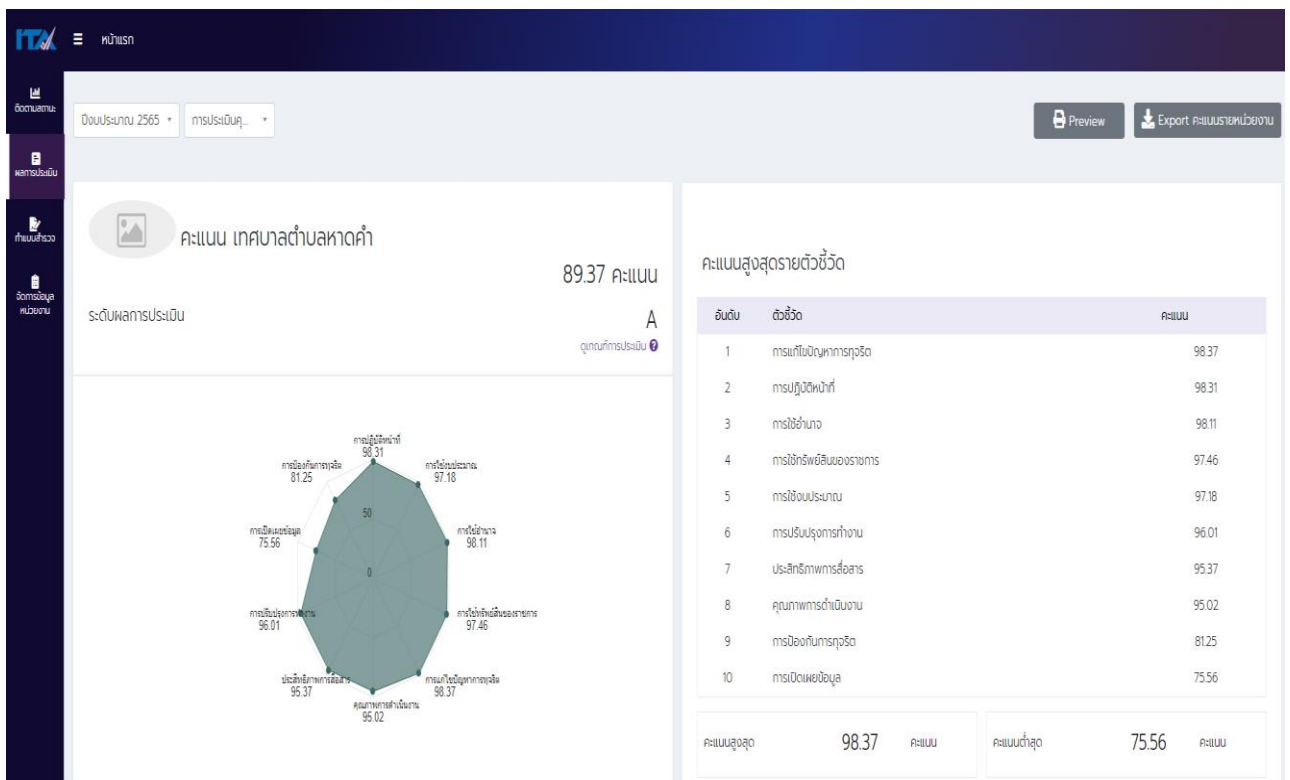 ITA
หน้าแรก
ติดตามสถานะ
ผลการประเมิน
ทำแบบสำรวจ
จัดการข้อมูล
หน่วยงาน
ปีงบประมาณ 2565
การประเมินคุ...
Preview
Export คะแนนรายหน่วยงาน
คะแนน เทศบาลตำบลหาดคำ
89.37 คะแนน
ระดับผลการประเมิน
A
ดูเกณฑ์การประเมิน
การปฏิบัติหน้าที่
98.31
การใช้งบประมาณ
97.18
การใช้อำนาจ
98.11
การใช้ทรัพย์สินของราชการ
97.46
การแก้ไขปัญหาการทุจริต
98.37
คุณภาพการดำเนินงาน
95.02
ประสิทธิภาพการสื่อสาร
95.37
การปรับปรุงการทำงาน
96.01
การเปิดเผยข้อมูล
75.56
การป้องกันการทุจริต
81.25
50
0
คะแนนสูงสุดรายตัวชี้วัด
อันดับ ตัวชี้วัด คะแนน
1 การแก้ไขปัญหาการทุจริต 98.37
2 การปฏิบัติหน้าที่ 98.31
3 การใช้อำนาจ 98.11
4 การใช้ทรัพย์สินของราชการ 97.46
5 การใช้งบประมาณ 97.18
6 การปรับปรุงการทำงาน 96.01
7 ประสิทธิภาพการสื่อสาร 95.37
8 คุณภาพการดำเนินงาน 95.02
9 การป้องกันการทุจริต 81.25
10 การเปิดเผยข้อมูล 75.56
คะแนนสูงสุด 98.37 คะแนน
คะแนนต่ำสุด 75.56 คะแนน